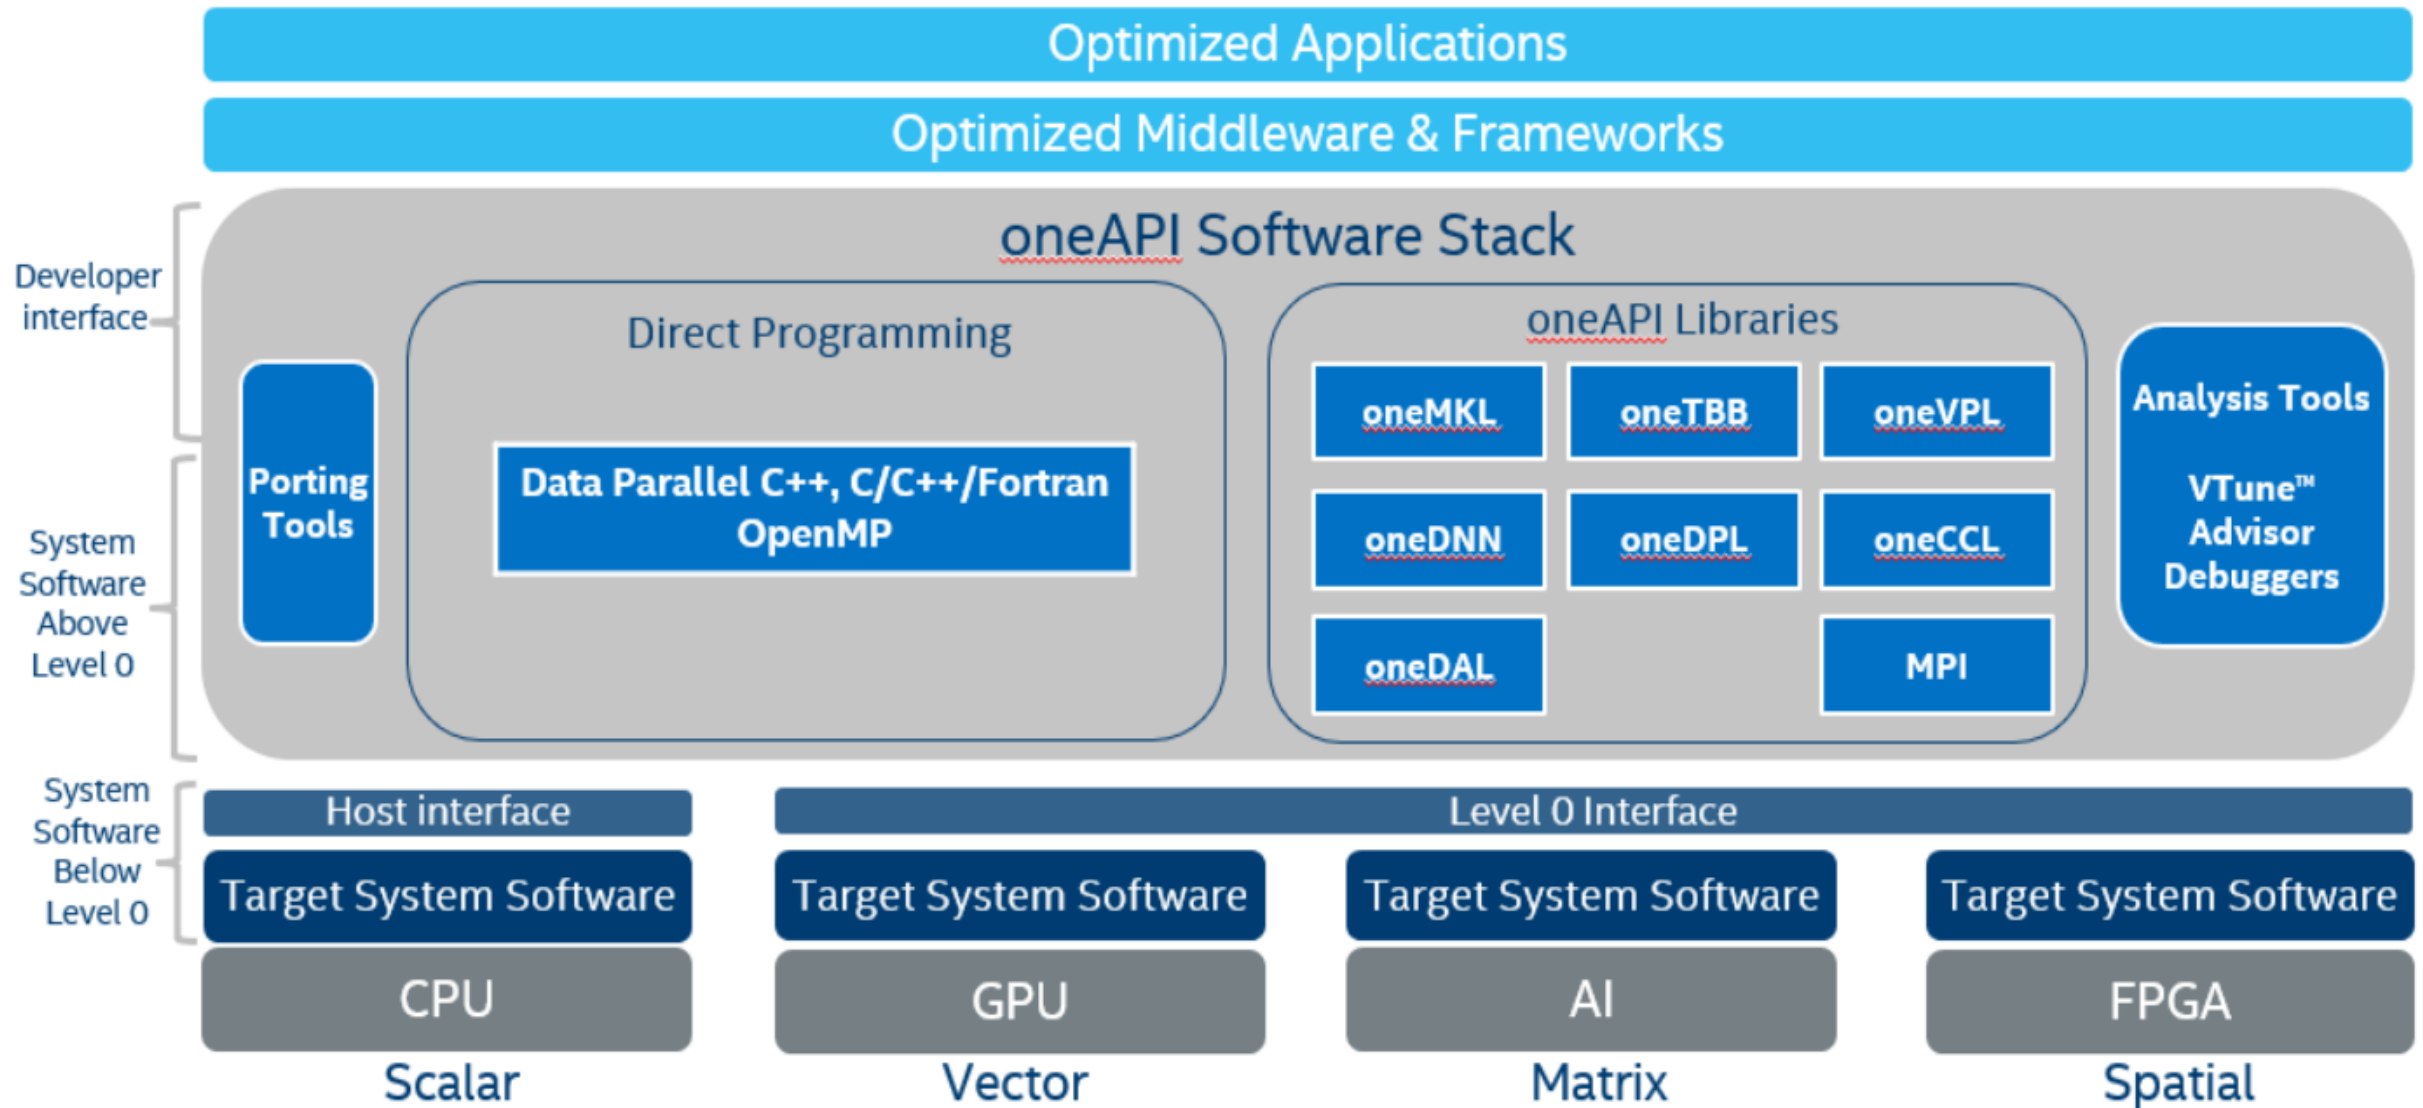 Optimized Applications
Optimized Middleware & Frameworks
oneAPI Software Stack
Developer
interface
Direct Programming
oneAPI Libraries
Porting
Tools
Data Parallel C++, C/C++/Fortran
OpenMP
oneMKL
oneTBB
oneVPL
oneDNN
oneDPL
oneCCL
oneDAL
MPI
Analysis Tools
VTune™
Advisor
Debuggers
System
Software
Above
Level 0
System
Software
Below
Level 0
Host interface
Level 0 Interface
Target System Software
Target System Software
Target System Software
Target System Software
CPU
GPU
AI
FPGA
Scalar
Vector
Matrix
Spatial